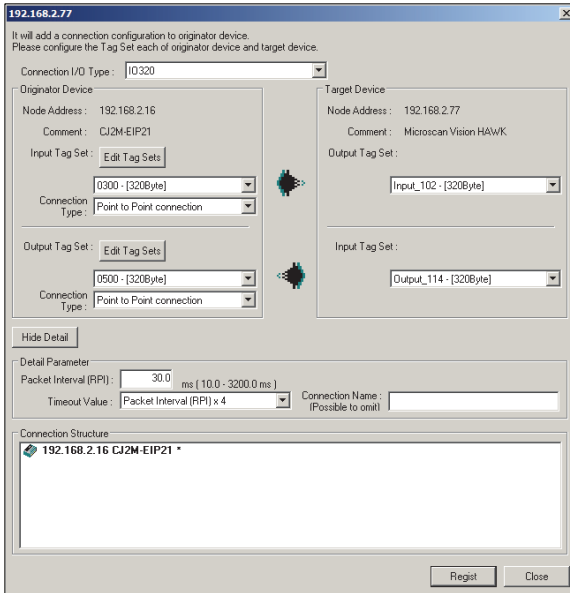 192.168.2.77
It will add a connection configuration to originator device.
Please configure the Tag Set each of originator device and target device.
Connection I/O Type : IO320
Originator Device
Node Address : 192.168.2.16
Comment : CJ2M-EIP21
Input Tag Set : Edit Tag Sets
0300 - [320Byte]
Connection Type : Point to Point connection
Output Tag Set : Edit Tag Sets
0500 - [320Byte]
Connection Type : Point to Point connection
Target Device
Node Address : 192.168.2.77
Comment : Microscan Vision HAWK
Output Tag Set :
Input_102 - [320Byte]
Input Tag Set :
Output_114 - [320Byte]
Hide Detail
Detail Parameter
Packet Interval (RPI) : 30.0 ms ( 10.0 - 3200.0 ms )
Timeout Value : Packet Interval (RPI) x 4
Connection Name :
(Possible to omit)
Connection Structure
192.168.2.16 CJ2M-EIP21 *
Regist Close